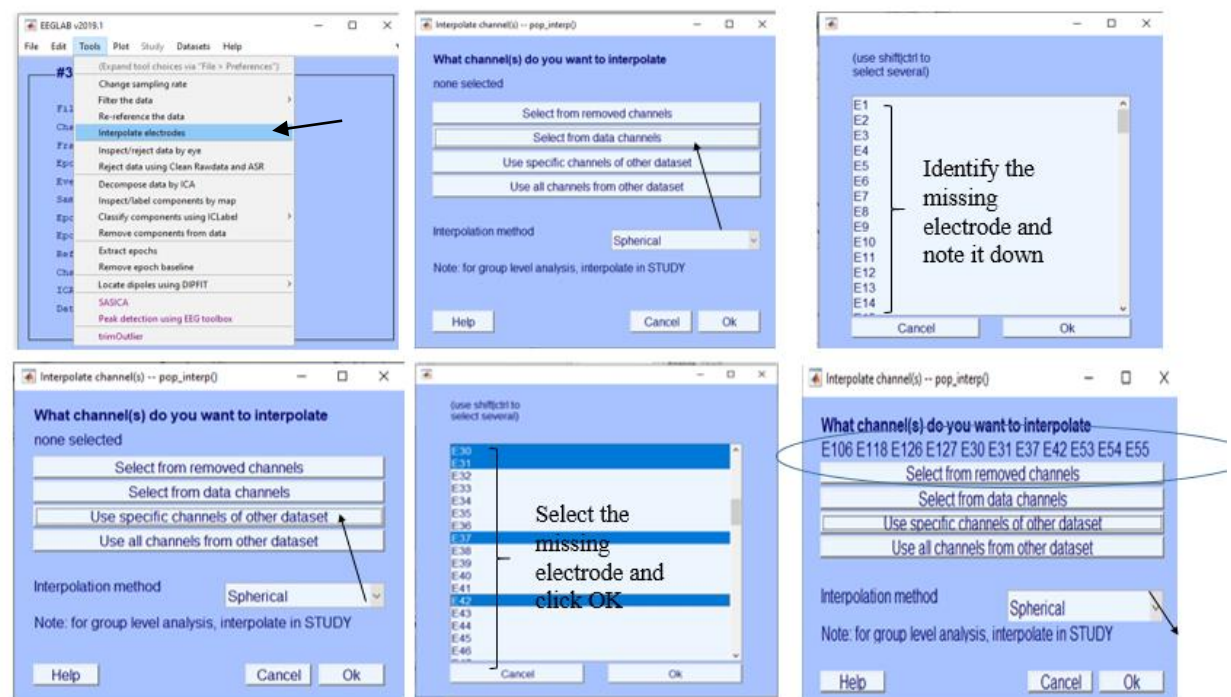 EEGLAB v2019.1
File Edit Tools Plot Study Datasets Help
#3
(Expand tool choices via "File > Preferences")
Change sampling rate
Filter the data
Re-reference the data
Interpolate electrodes
Inspect/reject data by eye
Reject data using Clean Rawdata and ASR
Decompose data by ICA
Inspect/label components by map
Classify components using ICLabel
Remove components from data
Extract epochs
Remove epoch baseline
Locate dipoles using DIPFIT
SASICA
Peak detection using EEG toolbox
trimOutlier
Fil
Cha
Fre
Epo
Eve
Sam
Epo
Epo
Ref
Cha
ICA
Dat
Interpolate channel(s) -- pop_interp()
What channel(s) do you want to interpolate
none selected
Select from removed channels
Select from data channels
Use specific channels of other dataset
Use all channels from other dataset
Interpolation method
Spherical
Note: for group level analysis, interpolate in STUDY
Help Cancel Ok
(use shift|ctrl to
select several)
E1
E2
E3
E4
E5
E6
E7
E8
E9
E10
E11
E12
E13
E14
Identify the
missing
electrode and
note it down
Cancel Ok
Interpolate channel(s) -- pop_interp()
What channel(s) do you want to interpolate
none selected
Select from removed channels
Select from data channels
Use specific channels of other dataset
Use all channels from other dataset
Interpolation method
Spherical
Note: for group level analysis, interpolate in STUDY
Help Cancel Ok
(use shift|ctrl to
select several)
E30
E31
E32
E33
E34
E35
E36
E37
E38
E39
E40
E41
E42
E43
E44
E45
E46
Select the
missing
electrode and
click OK
Cancel Ok
Interpolate channel(s) -- pop_interp()
What channel(s) do you want to interpolate
E106 E118 E126 E127 E30 E31 E37 E42 E53 E54 E55
Select from removed channels
Select from data channels
Use specific channels of other dataset
Use all channels from other dataset
Interpolation method
Spherical
Note: for group level analysis, interpolate in STUDY
Help Cancel Ok